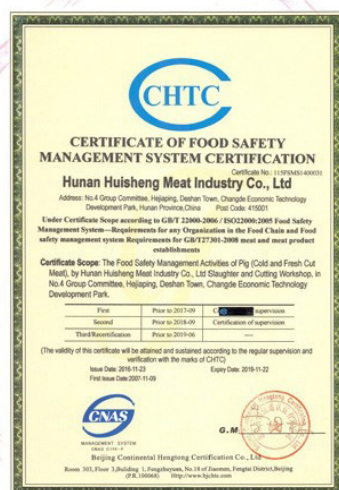 CHTC
CERTIFICATE OF FOOD SAFETY
MANAGEMENT SYSTEM CERTIFICATION
Certificate No.: 115FSMS1400031
Hunan Huisheng Meat Industry Co., Ltd
Address: No.4 Group Committee, Hejiaping, Deshan Town, Changde Economic Technology
Development Park, Hunan Province,China Post Code: 415001
Under Certificate Scope according to GB/T 22000-2006 / ISO22000:2005 Food Safety
Management System—Requirements for any Organization in the Food Chain and Food
safety management system Requirements for GB/T27301-2008 meat and meat product
establishments
Certificate Scope: The Food Safety Management Activities of Pig (Cold and Fresh Cut
Meat), by Hunan Huisheng Meat Industry Co., Ltd Slaughter and Cutting Workshop, in
No.4 Group Committee, Hejiaping, Deshan Town, Changde Economic Technology
Development Park.
First Prior to 2017-09 supervision
Second Prior to 2018-09 Certification of supervision
Third/Recertification Prior to 2019-06 ----
(The validity of this certificate will be attained and sustained according to the regular supervision and
verification with the marks of CHTC)
Issue Date: 2016-11-23 Expiry Date: 2019-11-22
First Issue Date:2007-11-09
CNAS
MANAGEMENT SYSTEM
G.M
Beijing Continental Hengtong Certification Co., Ltd
Room 303, Floor 3,Building 1, Fengshayuan, No.18 of Jiaomen, Fengtai District,Beijing
(P.R.100068) Http://www.bjchtc.com